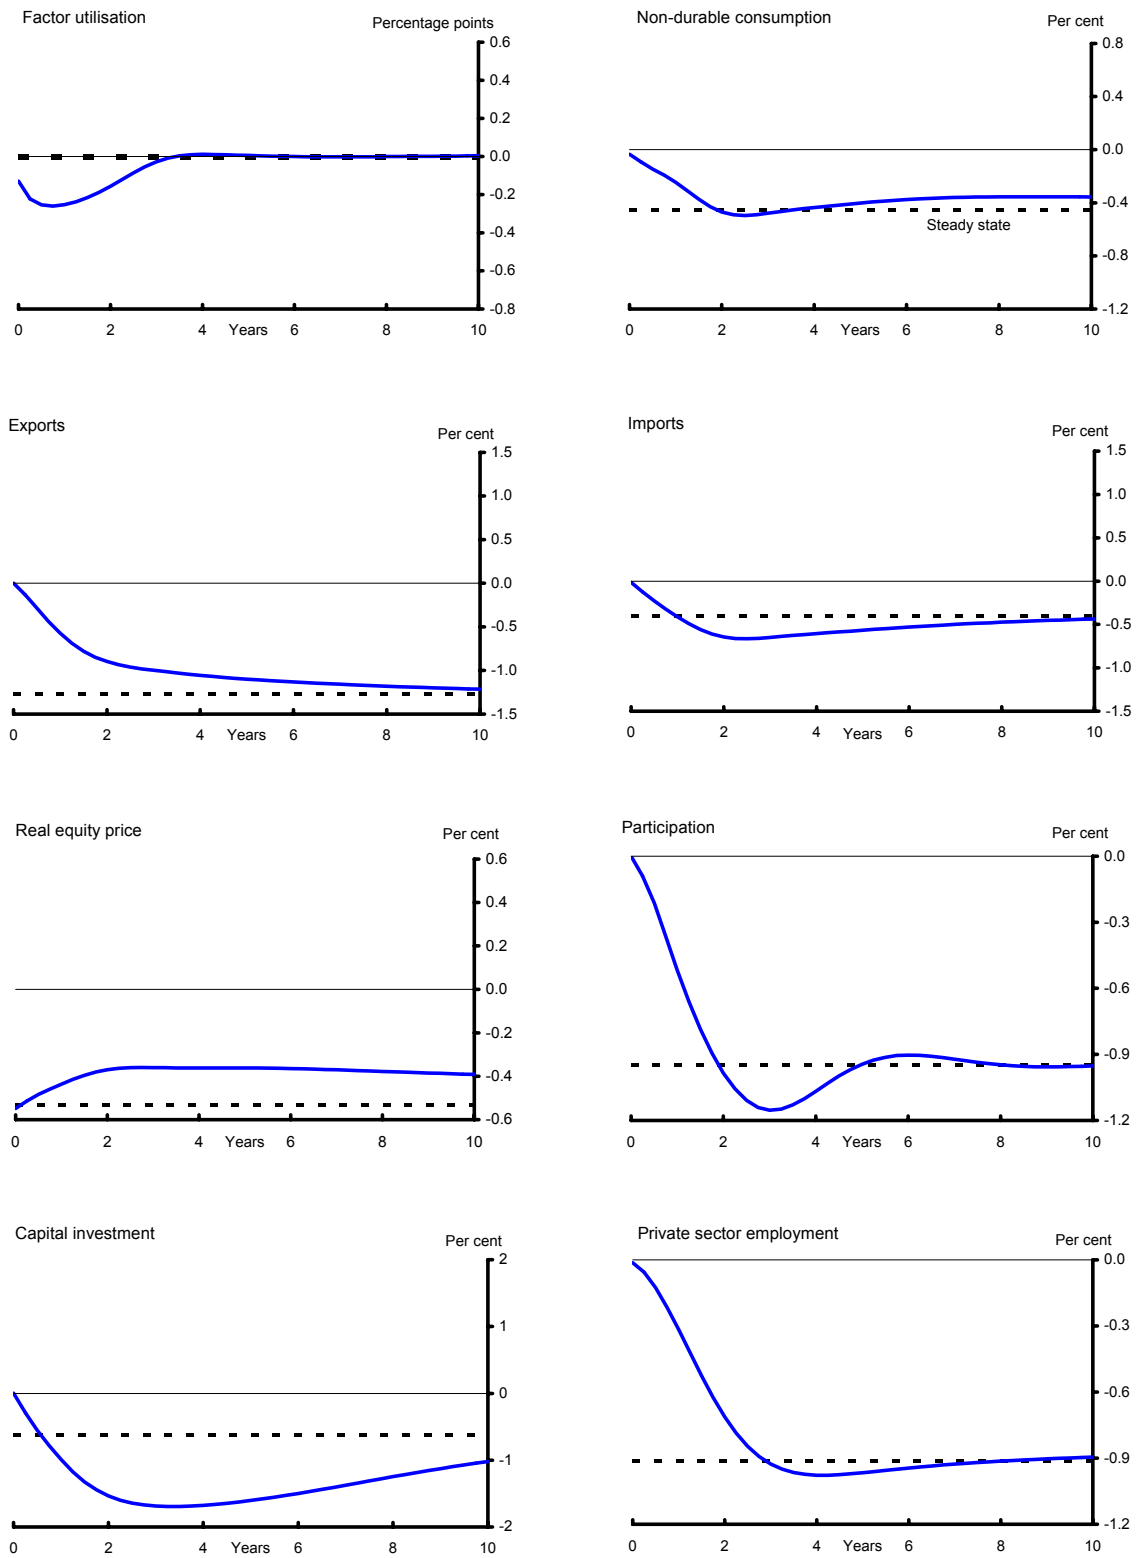 Factor utilisation
Percentage points
0.6
0.4
0.2
0.0
-0.2
-0.4
-0.6
-0.8
0 2 4 Years 6 8 10
Non-durable consumption
Per cent
0.8
0.4
0.0
-0.4
Steady state
-0.8
-1.2
0 2 4 Years 6 8 10
Exports
Per cent
1.5
1.0
0.5
0.0
-0.5
-1.0
-1.5
0 2 4 Years 6 8 10
Imports
Per cent
1.5
1.0
0.5
0.0
-0.5
-1.0
-1.5
0 2 4 Years 6 8 10
Real equity price
Per cent
0.6
0.4
0.2
0.0
-0.2
-0.4
-0.6
0 2 4 Years 6 8 10
Participation
Per cent
0.0
-0.3
-0.6
-0.9
-1.2
0 2 4 Years 6 8 10
Capital investment
Per cent
2
1
0
-1
-2
0 2 4 Years 6 8 10
Private sector employment
Per cent
0.0
-0.3
-0.6
-0.9
-1.2
0 2 4 Years 6 8 10